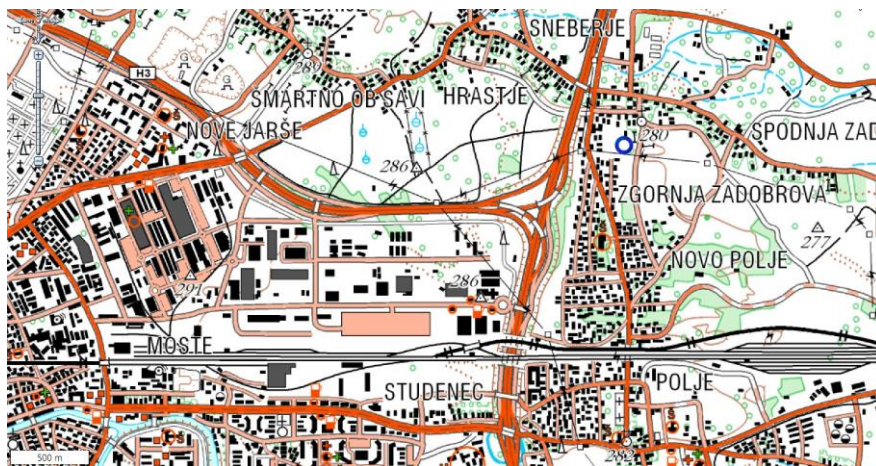 SNEBERJE
H3
289
ŠMARTNO OB SAVI
HRASTJE
NOVE JARŠE
280
SPODNJA ZAD
286
ZGORNJA ZADOBROVA
277
NOVO POLJE
291
286
MOSTE
STUDENEC
POLJE
282
500 m